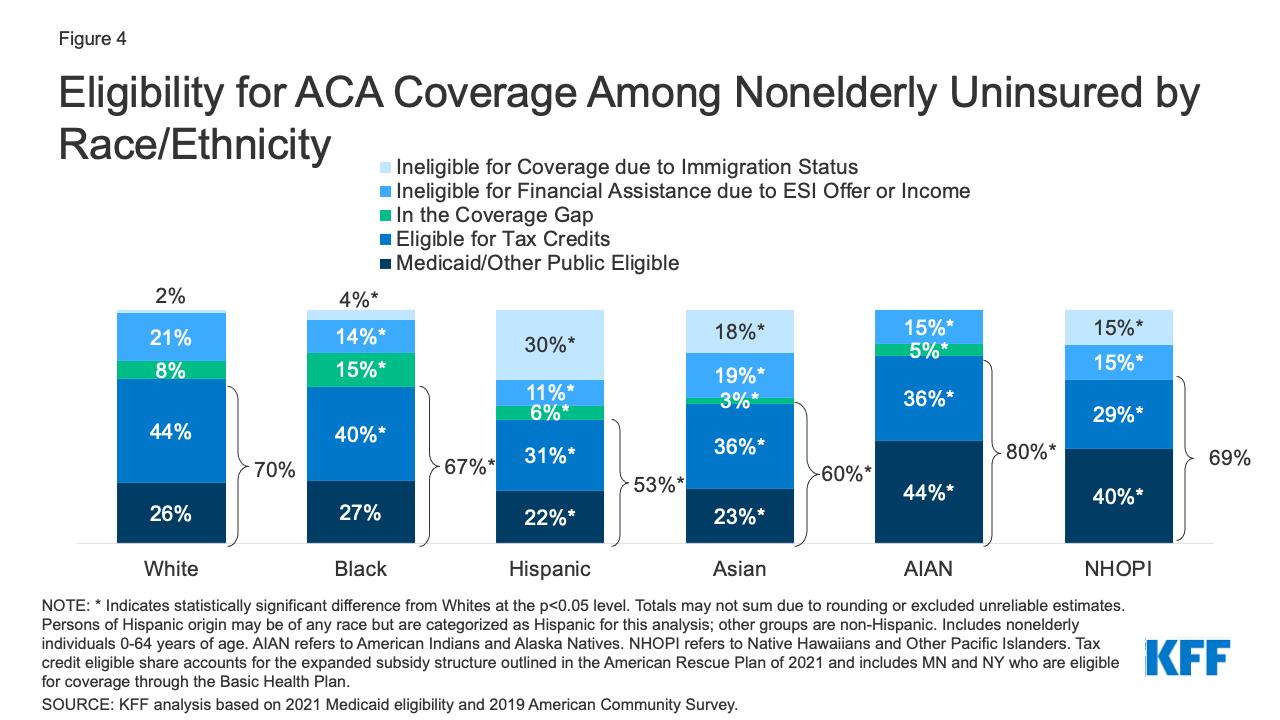 Figure 4
Eligibility for ACA Coverage Among Nonelderly Uninsured by
Race/Ethnicity
Ineligible for Coverage due to Immigration Status
Ineligible for Financial Assistance due to ESI Offer or Income
In the Coverage Gap
Eligible for Tax Credits
Medicaid/Other Public Eligible
2%
21%
8%
44%
26%
70%
4%*
14%*
15%*
40%*
27%
67%*
30%*
11%*
6%*
31%*
22%*
53%*
18%*
19%*
3%*
36%*
23%*
60%*
15%*
5%*
36%*
44%*
80%*
15%*
15%*
29%*
40%*
69%
White
Black
Hispanic
Asian
AIAN
NHOPI
NOTE: * Indicates statistically significant difference from Whites at the p<0.05 level. Totals may not sum due to rounding or excluded unreliable estimates.
Persons of Hispanic origin may be of any race but are categorized as Hispanic for this analysis; other groups are non-Hispanic. Includes nonelderly
individuals 0-64 years of age. AIAN refers to American Indians and Alaska Natives. NHOPI refers to Native Hawaiians and Other Pacific Islanders. Tax
credit eligible share accounts for the expanded subsidy structure outlined in the American Rescue Plan of 2021 and includes MN and NY who are eligible
for coverage through the Basic Health Plan.
SOURCE: KFF analysis based on 2021 Medicaid eligibility and 2019 American Community Survey.
KFF